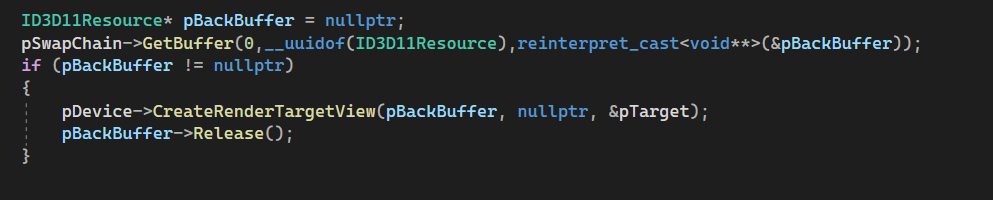 ID3D11Resource* pBackBuffer = nullptr;
pSwapChain->GetBuffer(0,__uuidof(ID3D11Resource),reinterpret_cast<void**>(&pBackBuffer));
if (pBackBuffer != nullptr)
{
    pDevice->CreateRenderTargetView(pBackBuffer, nullptr, &pTarget);
    pBackBuffer->Release();
}